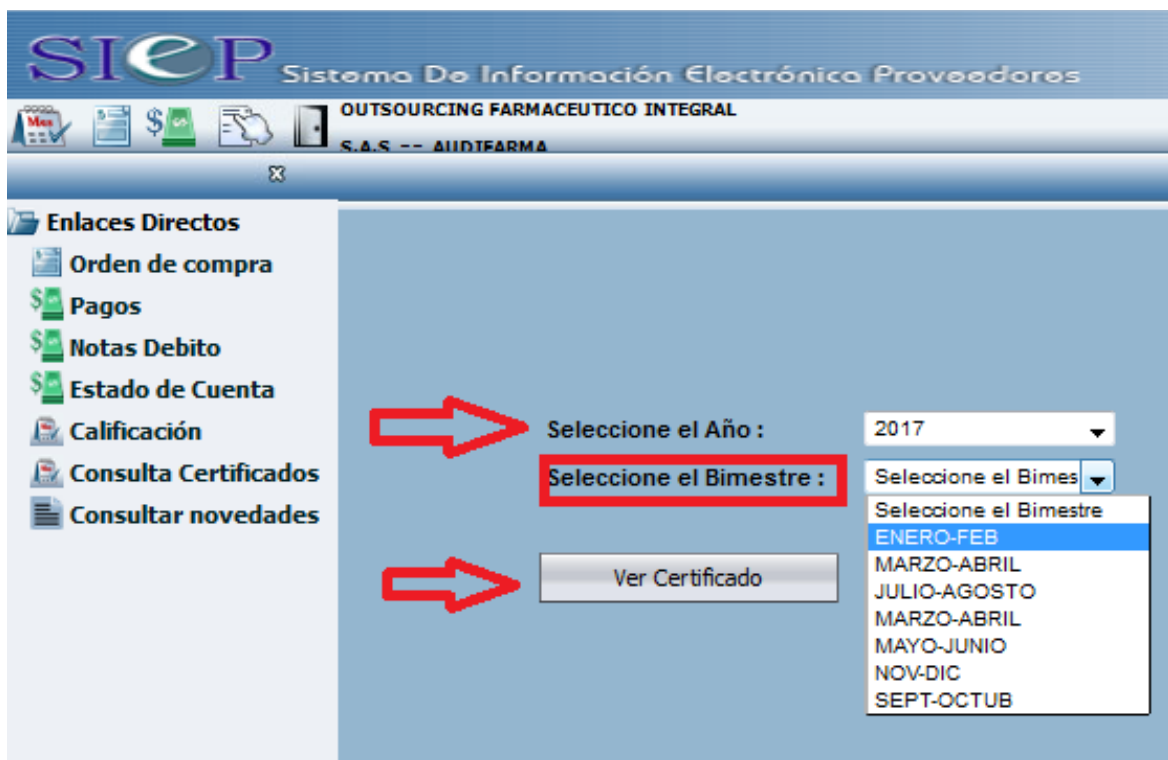 SIeP Sistema De Información Electrónica Proveedores
Mes
OUTSOURCING FARMACEUTICO INTEGRAL
S.A.S -- AUDIFARMA
Enlaces Directos
Orden de compra
Pagos
Notas Debito
Estado de Cuenta
Calificación
Consulta Certificados
Consultar novedades
Seleccione el Año : 2017
Seleccione el Bimestre : Seleccione el Bimes
Seleccione el Bimestre
ENERO-FEB
MARZO-ABRIL
JULIO-AGOSTO
MARZO-ABRIL
MAYO-JUNIO
NOV-DIC
SEPT-OCTUB
Ver Certificado